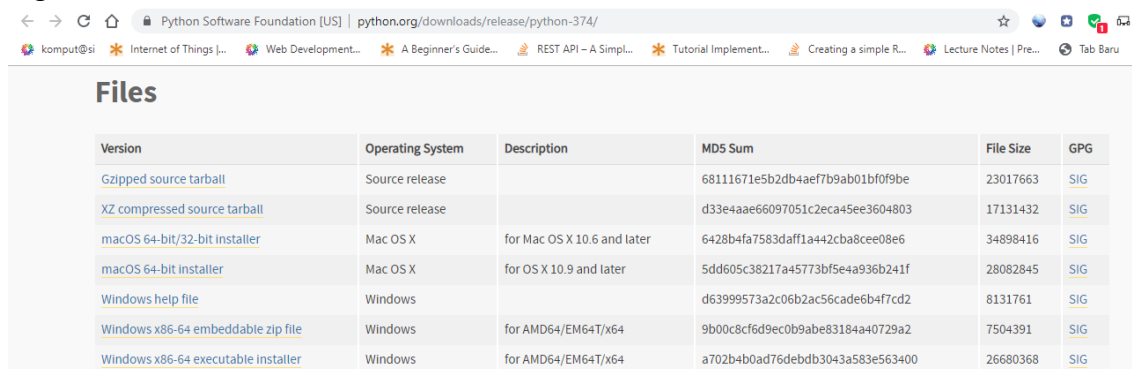 Python Software Foundation [US] | python.org/downloads/release/python-374/
komput@si Internet of Things |... Web Development... A Beginner's Guide... REST API – A Simpl... Tutorial Implement... Creating a simple R... Lecture Notes | Pre... Tab Baru
Files
Version Operating System Description MD5 Sum File Size GPG
Gzipped source tarball Source release 68111671e5b2db4aef7b9ab01bf0f9be 23017663 SIG
XZ compressed source tarball Source release d33e4aae66097051c2eca45ee3604803 17131432 SIG
macOS 64-bit/32-bit installer Mac OS X for Mac OS X 10.6 and later 6428b4fa7583daff1a442cba8cee08e6 34898416 SIG
macOS 64-bit installer Mac OS X for OS X 10.9 and later 5dd605c38217a45773bf5e4a936b241f 28082845 SIG
Windows help file Windows d63999573a2c06b2ac56cade6b4f7cd2 8131761 SIG
Windows x86-64 embeddable zip file Windows for AMD64/EM64T/x64 9b00c8cf6d9ec0b9abe83184a40729a2 7504391 SIG
Windows x86-64 executable installer Windows for AMD64/EM64T/x64 a702b4b0ad76debdb3043a583e563400 26680368 SIG